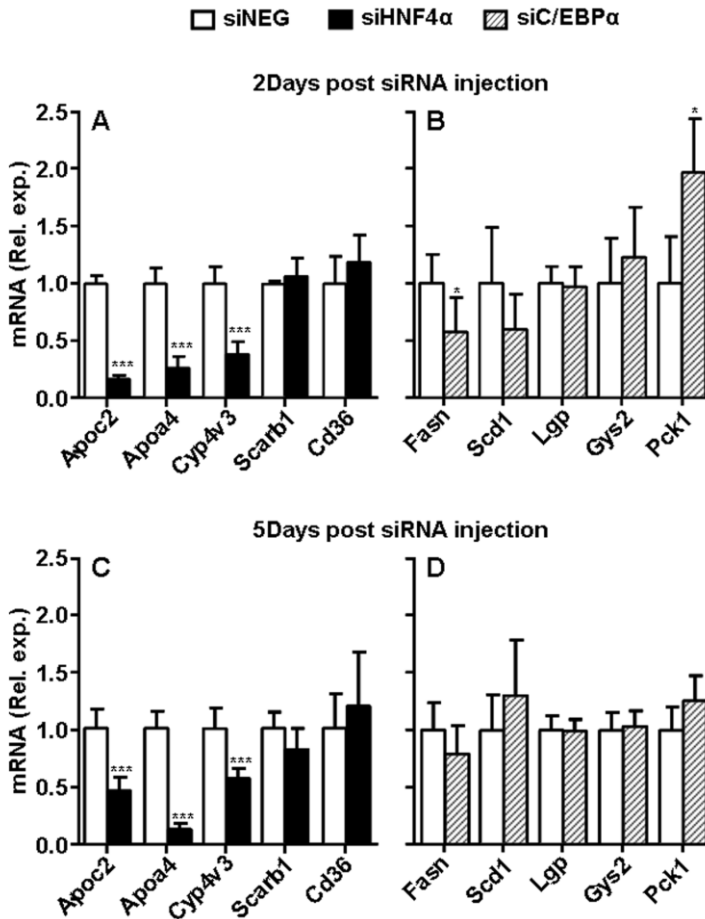 siNEG siHNF4α siC/EBPα
2Days post siRNA injection
A B
mRNA (Rel. exp.)
2.5
2.0
1.5
1.0
0.5
0.0
*** *** *** * *
Apoc2 Apoa4 Cyp4v3 Scarb1 Cd36 Fasn Scd1 Lgp Gys2 Pck1
5Days post siRNA injection
C D
mRNA (Rel. exp.)
2.5
2.0
1.5
1.0
0.5
0.0
*** *** ***
Apoc2 Apoa4 Cyp4v3 Scarb1 Cd36 Fasn Scd1 Lgp Gys2 Pck1